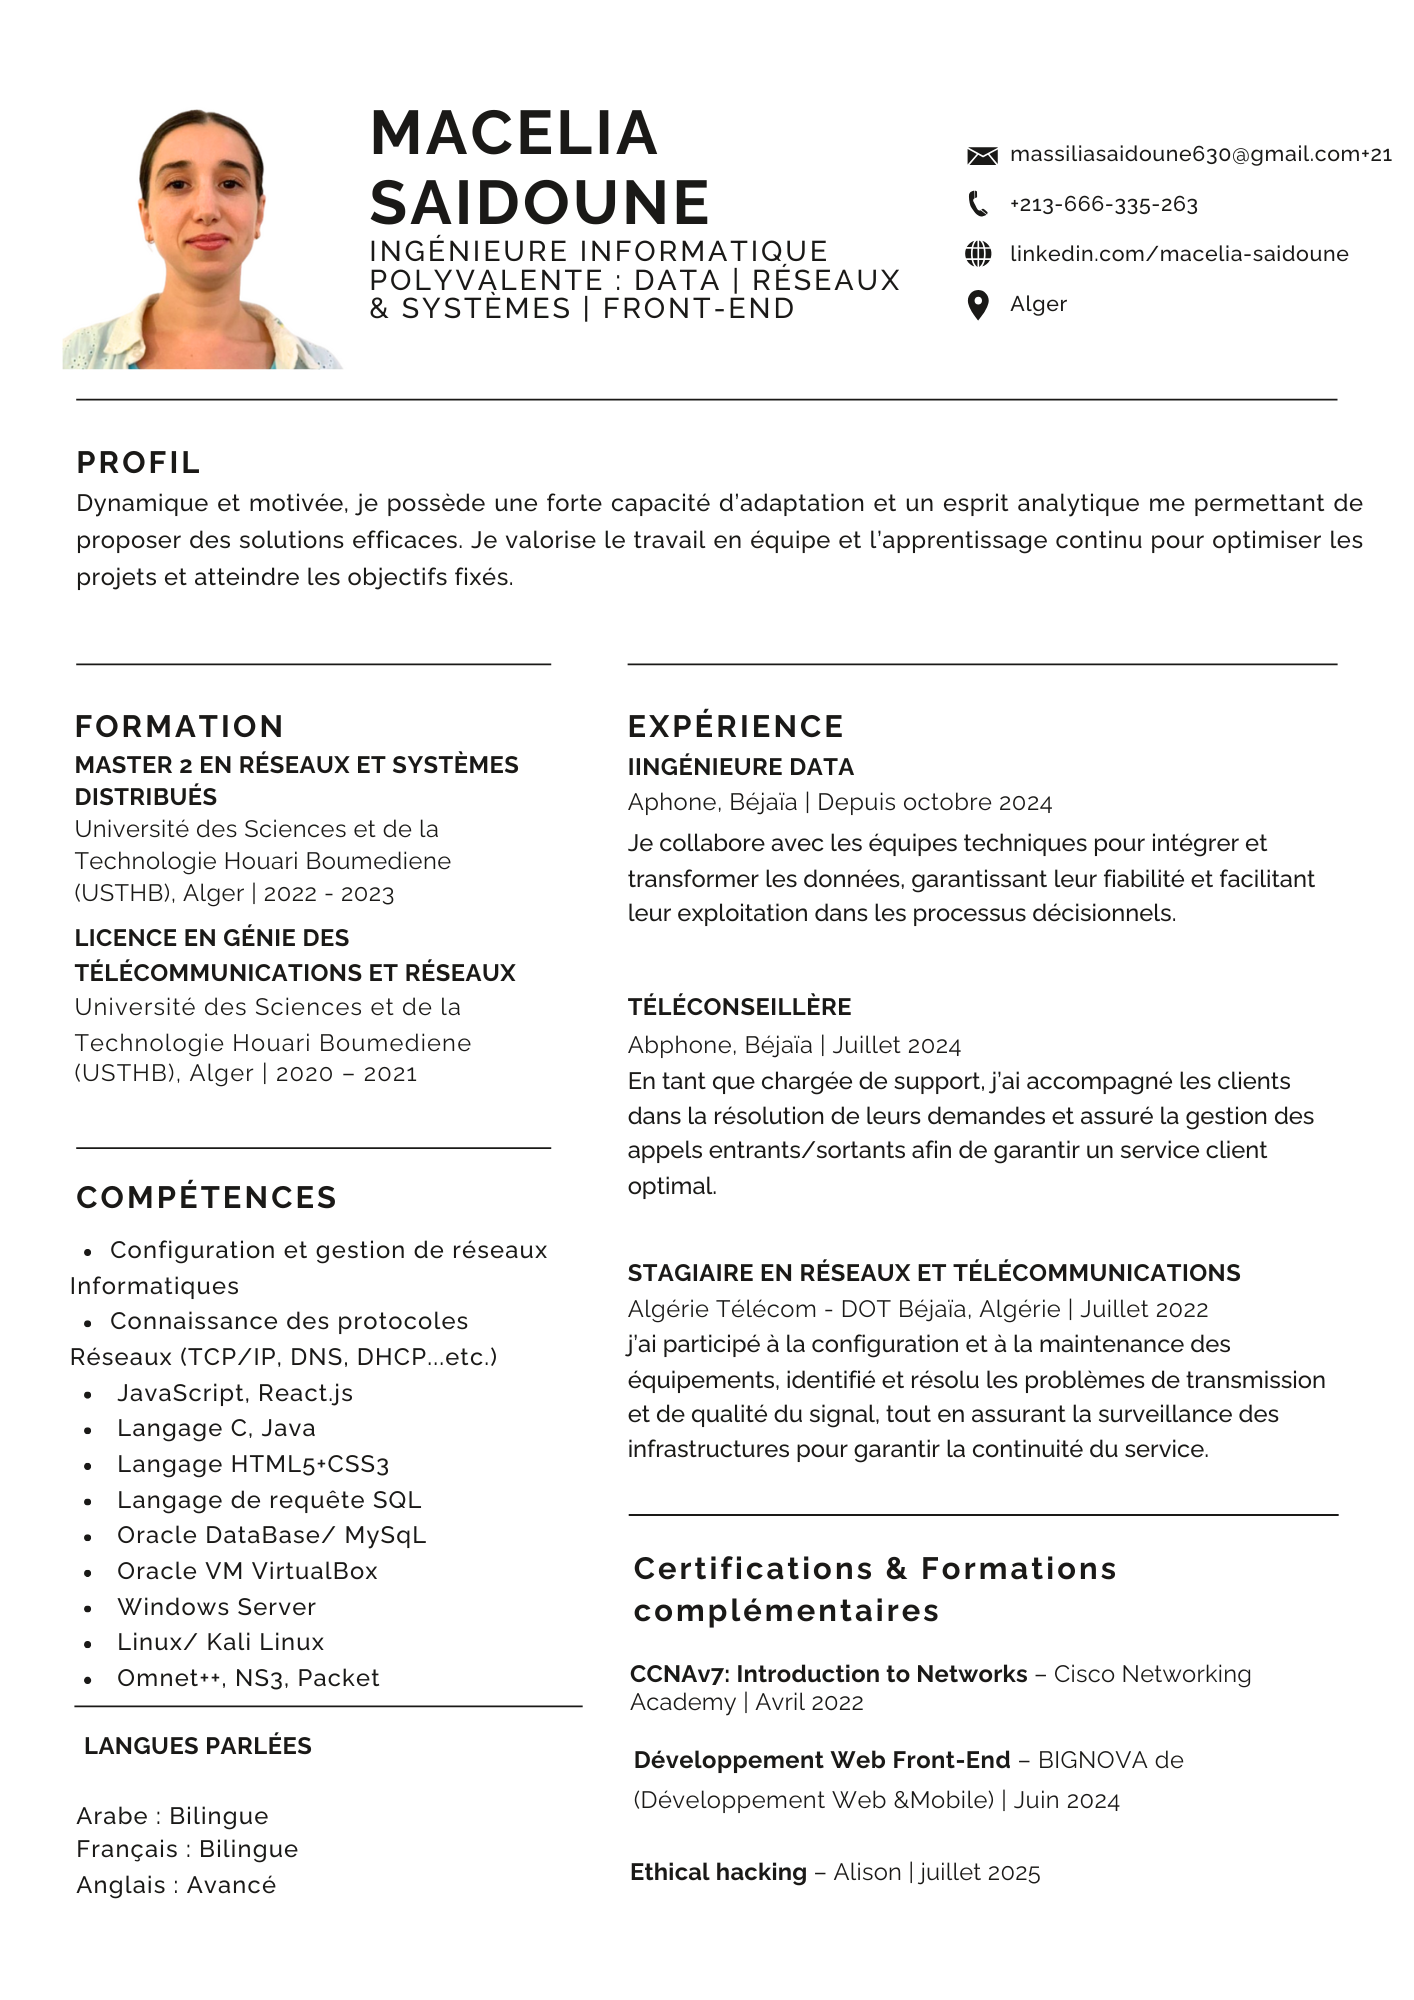 MACELIA
SAIDOUNE
INGÉNIEURE INFORMATIQUE
POLYVALENTE : DATA | RÉSEAUX
& SYSTÈMES | FRONT-END
massiliasaidoune630@gmail.com+21
+213-666-335-263
linkedin.com/macelia-saidoune
Alger
PROFIL
Dynamique et motivée, je possède une forte capacité d'adaptation et un esprit analytique me permettant de
proposer des solutions efficaces. Je valorise le travail en équipe et l'apprentissage continu pour optimiser les
projets et atteindre les objectifs fixés.
FORMATION
MASTER 2 EN RÉSEAUX ET SYSTÈMES
DISTRIBUÉS
Université des Sciences et de la
Technologie Houari Boumediene
(USTHB), Alger | 2022 - 2023
LICENCE EN GÉNIE DES
TÉLÉCOMMUNICATIONS ET RÉSEAUX
Université des Sciences et de la
Technologie Houari Boumediene
(USTHB), Alger | 2020 – 2021
COMPÉTENCES
• Configuration et gestion de réseaux
Informatiques
• Connaissance des protocoles
Réseaux (TCP/IP, DNS, DHCP...etc.)
• JavaScript, React.js
• Langage C, Java
• Langage HTML5+CSS3
• Langage de requête SQL
• Oracle DataBase/ MySqL
• Oracle VM VirtualBox
• Windows Server
• Linux/ Kali Linux
• Omnet++, NS3, Packet
LANGUES PARLÉES
Arabe : Bilingue
Français : Bilingue
Anglais : Avancé
EXPÉRIENCE
IINGÉNIEURE DATA
Aphone, Béjaïa | Depuis octobre 2024
Je collabore avec les équipes techniques pour intégrer et
transformer les données, garantissant leur fiabilité et facilitant
leur exploitation dans les processus décisionnels.
TÉLÉCONSEILLÈRE
Abphone, Béjaïa | Juillet 2024
En tant que chargée de support, j'ai accompagné les clients
dans la résolution de leurs demandes et assuré la gestion des
appels entrants/sortants afin de garantir un service client
optimal.
STAGIAIRE EN RÉSEAUX ET TÉLÉCOMMUNICATIONS
Algérie Télécom - DOT Béjaïa, Algérie | Juillet 2022
j'ai participé à la configuration et à la maintenance des
équipements, identifié et résolu les problèmes de transmission
et de qualité du signal, tout en assurant la surveillance des
infrastructures pour garantir la continuité du service.
Certifications & Formations
complémentaires
CCNAv7: Introduction to Networks – Cisco Networking
Academy | Avril 2022
Développement Web Front-End – BIGNOVA de
(Développement Web &Mobile) | Juin 2024
Ethical hacking – Alison | juillet 2025